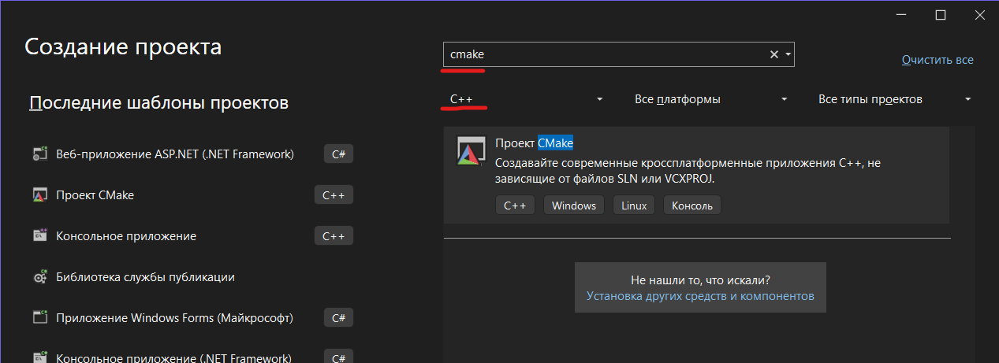 Создание проекта
cmake
Очистить все
Последние шаблоны проектов
C++
Все платформы
Все типы проектов
Веб-приложение ASP.NET (.NET Framework)
C#
Проект CMake
C++
Консольное приложение
C++
Библиотека службы публикации
Приложение Windows Forms (Майкрософт)
C#
Консольное приложение (.NET Framework)
C#
Проект CMake
Создавайте современные кроссплатформенные приложения C++, не
зависящие от файлов SLN или VCXPROJ.
C++
Windows
Linux
Консоль
Не нашли то, что искали?
Установка других средств и компонентов